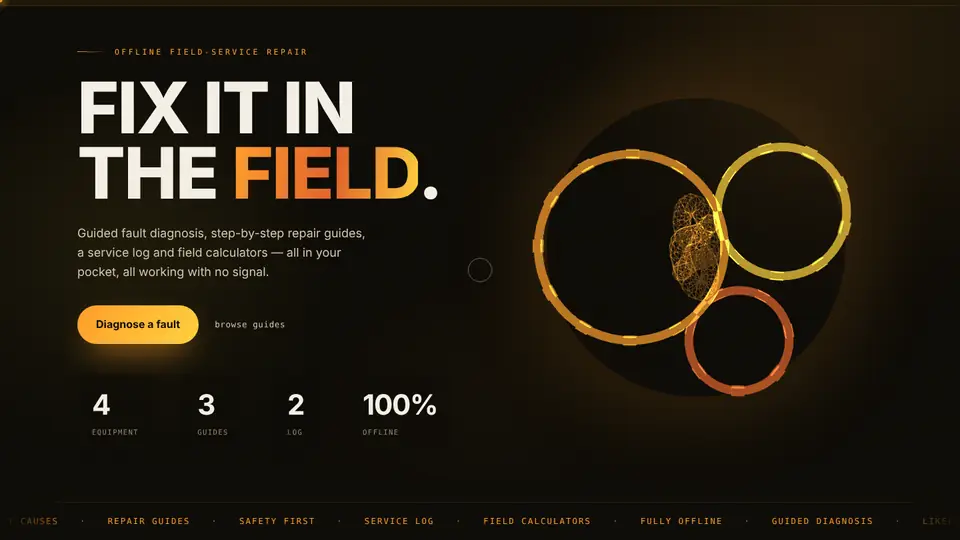 OFFLINE FIELD-SERVICE REPAIR
FIX IT IN
THE FIELD.
Guided fault diagnosis, step-by-step repair guides,
a service log and field calculators — all in your
pocket, all working with no signal.
Diagnose a fault
browse guides
4
EQUIPMENT
3
GUIDES
2
LOG
100%
OFFLINE
CAUSES · REPAIR GUIDES · SAFETY FIRST · SERVICE LOG · FIELD CALCULATORS · FULLY OFFLINE · GUIDED DIAGNOSIS ·